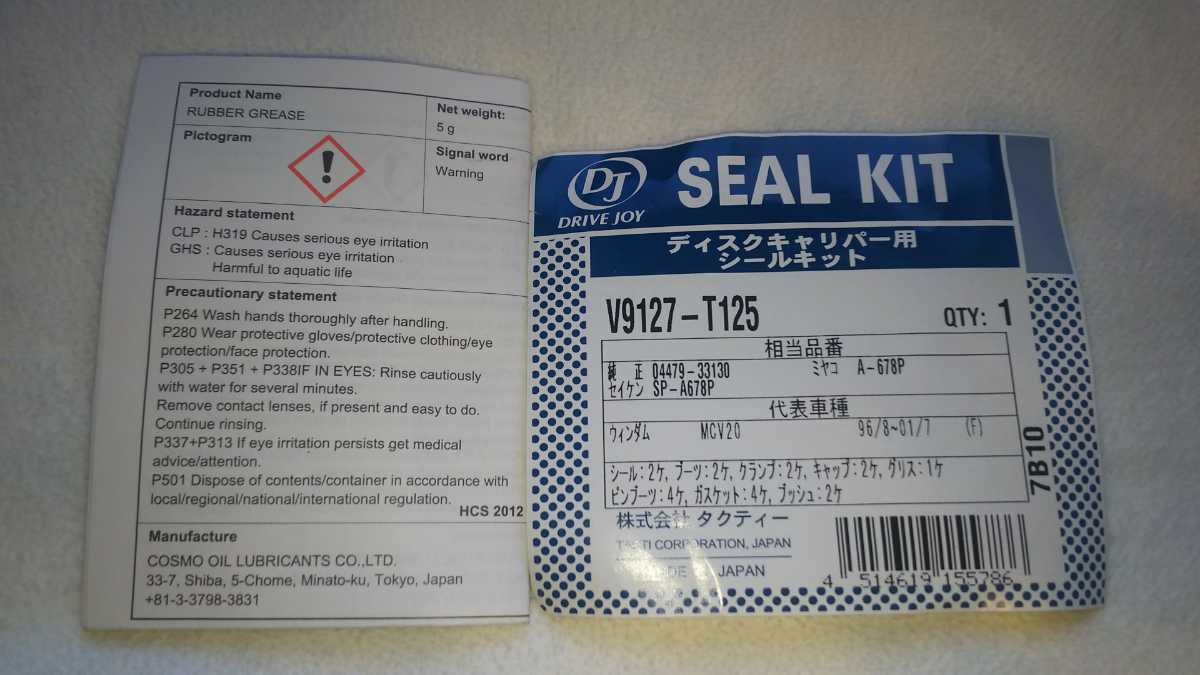 Product Name
RUBBER GREASE
Net weight:
5 g
Pictogram
Signal word
Warning
Hazard statement
CLP : H319 Causes serious eye irritation
GHS : Causes serious eye irritation
Harmful to aquatic life
Precautionary statement
P264 Wash hands thoroughly after handling.
P280 Wear protective gloves/protective clothing/eye
protection/face protection.
P305 + P351 + P338IF IN EYES: Rinse cautiously
with water for several minutes.
Remove contact lenses, if present and easy to do.
Continue rinsing.
P337+P313 If eye irritation persists get medical
advice/attention.
P501 Dispose of contents/container in accordance with
local/regional/national/international regulation.
HCS 2012
Manufacture
COSMO OIL LUBRICANTS CO.,LTD.
33-7, Shiba, 5-Chome, Minato-ku, Tokyo, Japan
+81-3-3798-3831
DJ
DRIVE JOY
SEAL KIT
ディスクキャリパー用
シールキット
V9127-T125
QTY: 1
相当品番
純 正 04479-33130 ミヤコ A-678P
セイケン SP-A678P
代表車種
ウィンダム MCV20 96/8~01/7 (F)
シール:2ケ, ブーツ:2ケ, クランプ:2ケ, キャップ:2ケ, グリス:1ケ
ピンブーツ:4ケ, ガスケット:4ケ, ブッシュ:2ケ
7B10
株式会社 タクティー
CORPORATION, JAPAN
JAPAN
4 514619 155786